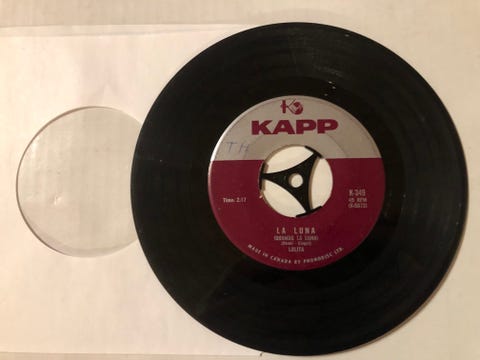 K
KAPP
TH
Time: 2:17
K-349
45 RPM
LA LUNA
(QUANDO LA LUNA)
LOLITA
MADE IN CANADA BY PHONODISC LTD.